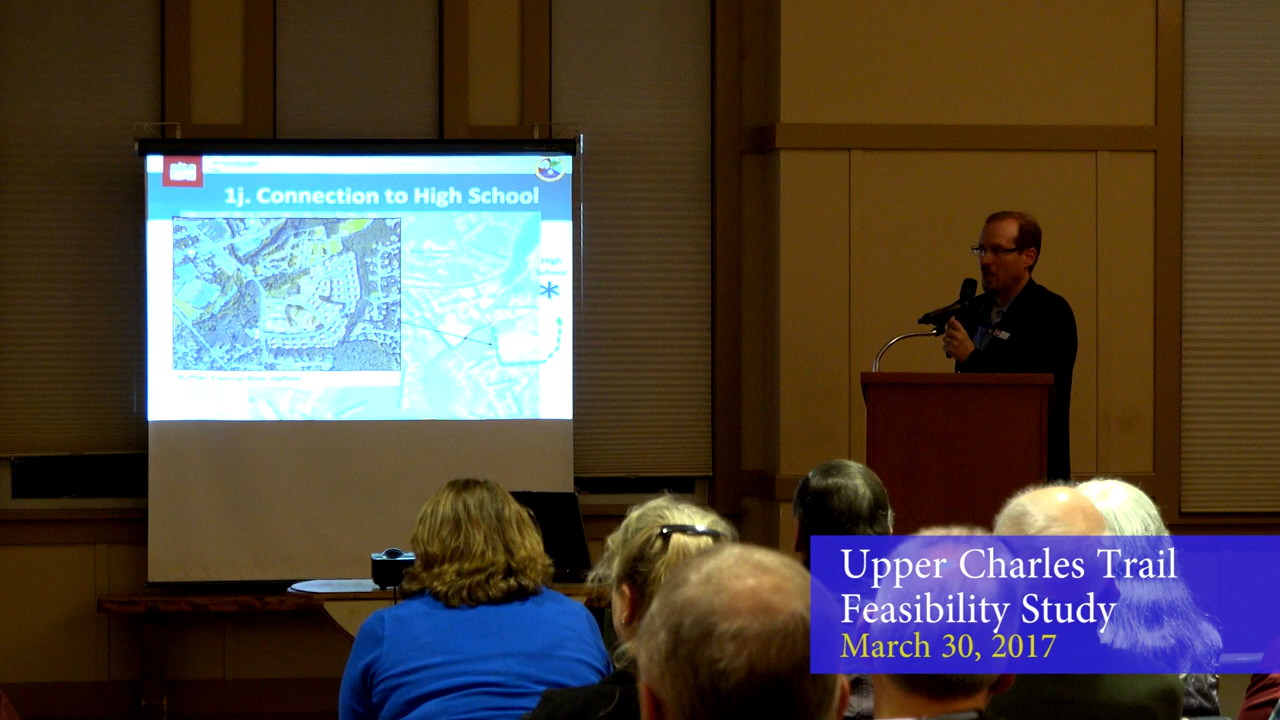 1j. Connection to High School
High
School
Upper Charles Trail
Feasibility Study
March 30, 2017